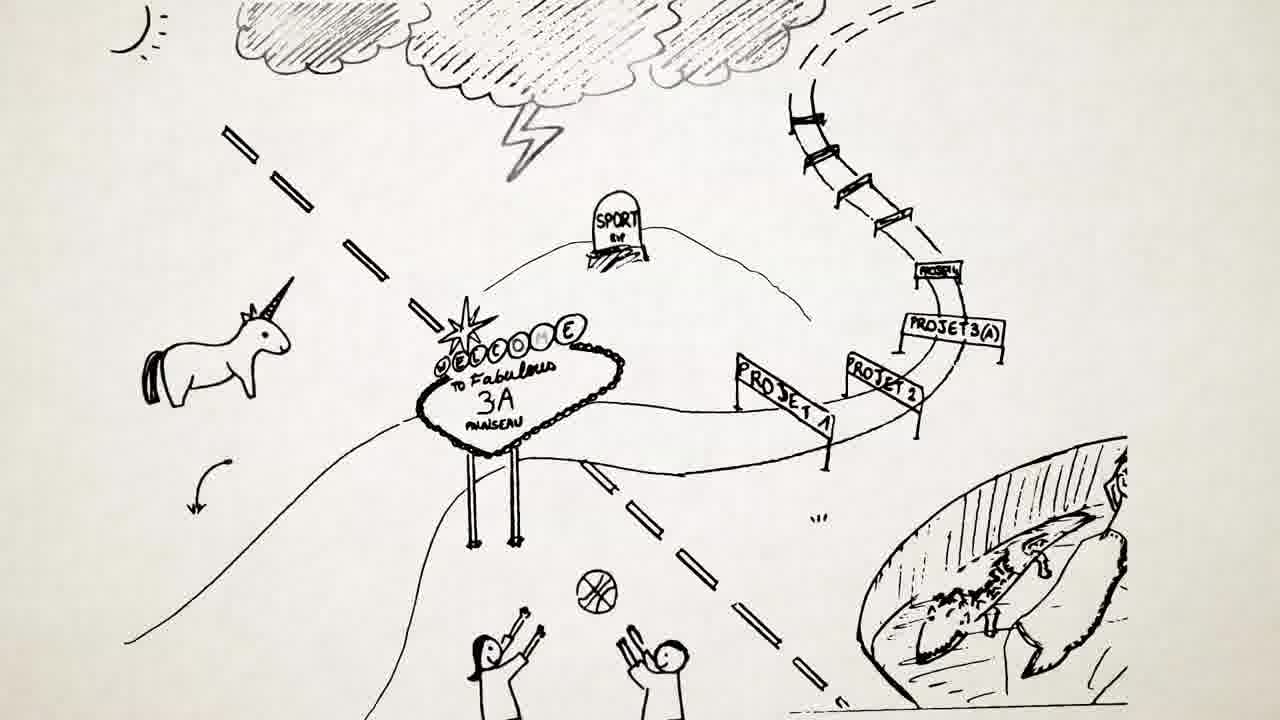 SPORT
RIP
WELCOME
TO Fabulous
3A
PALAISEAU
PROJET 4
PROJET 3(A)
PROJET 2
PROJET 1